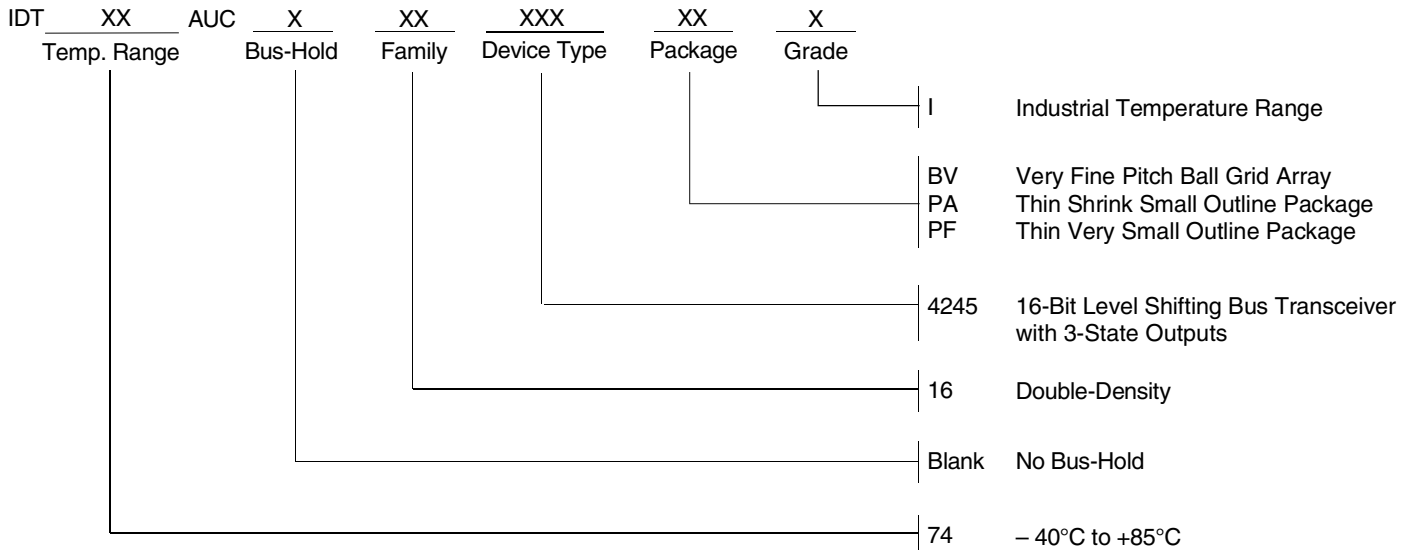 IDT XX AUC X XX XXX XX X
Temp. Range Bus-Hold Family Device Type Package Grade
I Industrial Temperature Range
BV Very Fine Pitch Ball Grid Array
PA Thin Shrink Small Outline Package
PF Thin Very Small Outline Package
4245 16-Bit Level Shifting Bus Transceiver
with 3-State Outputs
16 Double-Density
Blank No Bus-Hold
74 – 40°C to +85°C